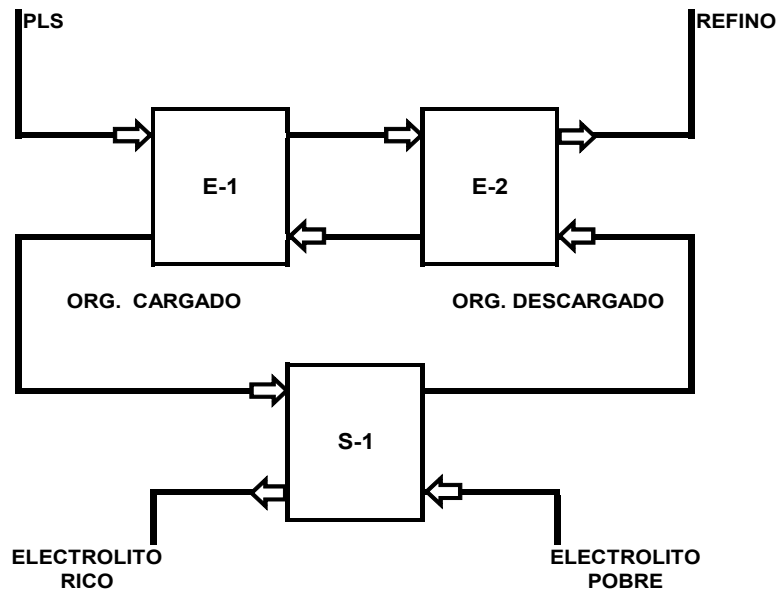 PLS
REFINO
E-1
E-2
ORG. CARGADO
ORG. DESCARGADO
S-1
ELECTROLITO
RICO
ELECTROLITO
POBRE